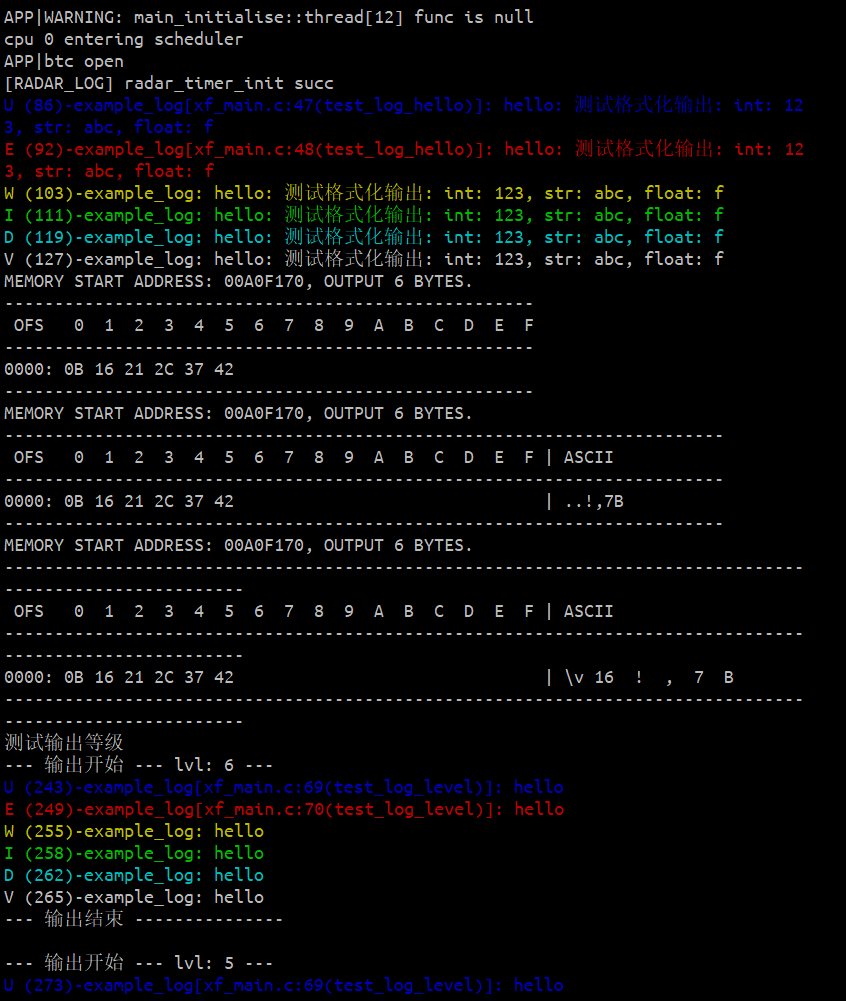 APP|WARNING: main_initialise::thread[12] func is null
cpu 0 entering scheduler
APP|btc open
[RADAR_LOG] radar_timer_init succ
U (86)-example_log[xf_main.c:47(test_log_hello)]: hello: 测试格式化输出: int: 12
3, str: abc, float: f
E (92)-example_log[xf_main.c:48(test_log_hello)]: hello: 测试格式化输出: int: 12
3, str: abc, float: f
W (103)-example_log: hello: 测试格式化输出: int: 123, str: abc, float: f
I (111)-example_log: hello: 测试格式化输出: int: 123, str: abc, float: f
D (119)-example_log: hello: 测试格式化输出: int: 123, str: abc, float: f
V (127)-example_log: hello: 测试格式化输出: int: 123, str: abc, float: f
MEMORY START ADDRESS: 00A0F170, OUTPUT 6 BYTES.
-----------------------------------------------------
 OFS   0  1  2  3  4  5  6  7  8  9  A  B  C  D  E  F
-----------------------------------------------------
0000: 0B 16 21 2C 37 42
-----------------------------------------------------
MEMORY START ADDRESS: 00A0F170, OUTPUT 6 BYTES.
------------------------------------------------------------------------
 OFS   0  1  2  3  4  5  6  7  8  9  A  B  C  D  E  F | ASCII
------------------------------------------------------------------------
0000: 0B 16 21 2C 37 42                               | ..!,7B
------------------------------------------------------------------------
MEMORY START ADDRESS: 00A0F170, OUTPUT 6 BYTES.
--------------------------------------------------------------------------------
------------------------
 OFS   0  1  2  3  4  5  6  7  8  9  A  B  C  D  E  F | ASCII
--------------------------------------------------------------------------------
------------------------
0000: 0B 16 21 2C 37 42                               | \v 16  !  ,  7  B
--------------------------------------------------------------------------------
------------------------
测试输出等级
--- 输出开始 --- lvl: 6 ---
U (243)-example_log[xf_main.c:69(test_log_level)]: hello
E (249)-example_log[xf_main.c:70(test_log_level)]: hello
W (255)-example_log: hello
I (258)-example_log: hello
D (262)-example_log: hello
V (265)-example_log: hello
--- 输出结束 ---------------
--- 输出开始 --- lvl: 5 ---
U (273)-example_log[xf_main.c:69(test_log_level)]: hello